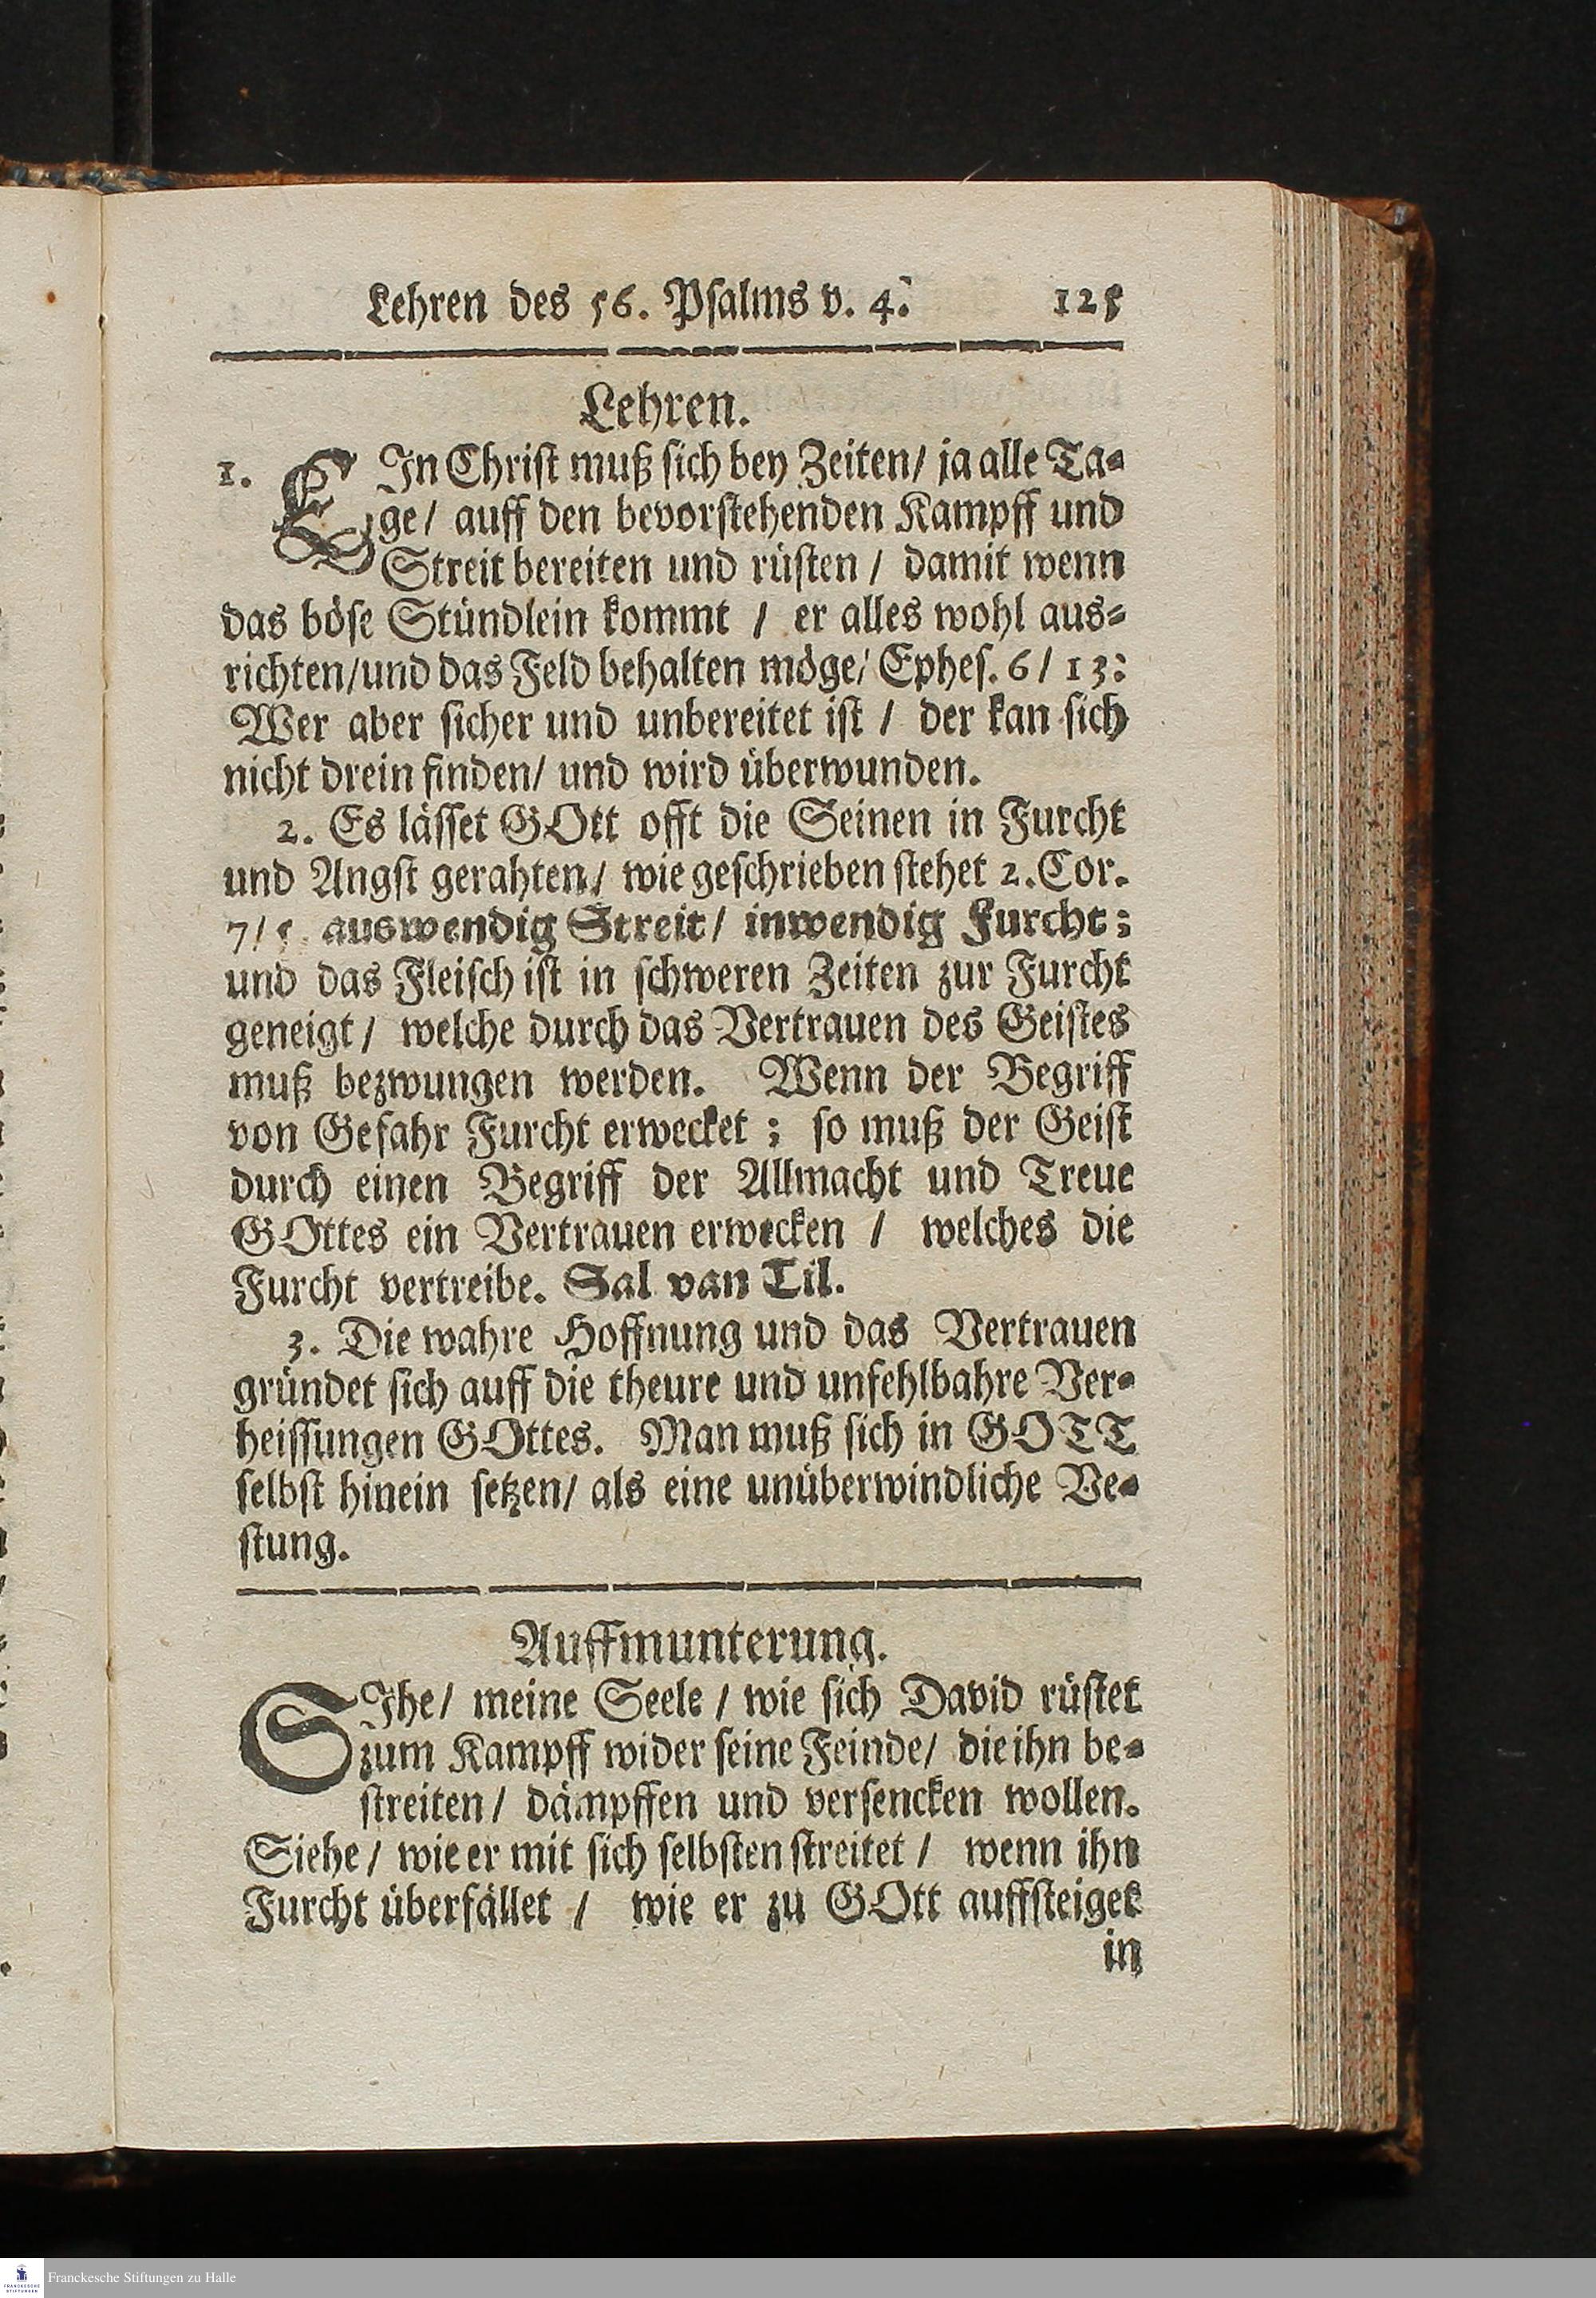 Lehren des 56. Psalms v. 4. 125
Lehren.
1. EIn Christ muß sich bey Zeiten/ ja alle Ta-
ge/ auff den bevorstehenden Kampff und
Streit bereiten und rüsten / damit wenn
das böse Stündlein kommt / er alles wohl aus-
richten/und das Feld behalten möge/ Ephes. 6/ 13:
Wer aber sicher und unbereitet ist / der kan sich
nicht drein finden/ und wird überwunden.
2. Es lässet GOtt offt die Seinen in Furcht
und Angst gerahten/ wie geschrieben stehet 2. Cor.
7/5. auswendig Streit/ inwendig Furcht;
und das Fleisch ist in schweren Zeiten zur Furcht
geneigt/ welche durch das Vertrauen des Geistes
muß bezwungen werden. Wenn der Begriff
von Gefahr Furcht erwecket; so muß der Geist
durch einen Begriff der Allmacht und Treue
GOttes ein Vertrauen erwecken / welches die
Furcht vertreibe. Sal van Til.
3. Die wahre Hoffnung und das Vertrauen
gründet sich auff die theure und unfehlbahre Ver-
heissungen GOttes. Man muß sich in GOTT
selbst hinein setzen/ als eine unüberwindliche Ve-
stung.
Auffmunterung.
SIhe/ meine Seele / wie sich David rüstet
zum Kampff wider seine Feinde/ die ihn be-
streiten/ dämpffen und versencken wollen.
Siehe/ wie er mit sich selbsten streitet / wenn ihn
Furcht überfället / wie er zu GOtt auffsteiget
in
Franckesche Stiftungen zu Halle
FRANCKESCHE
STIFTUNGEN